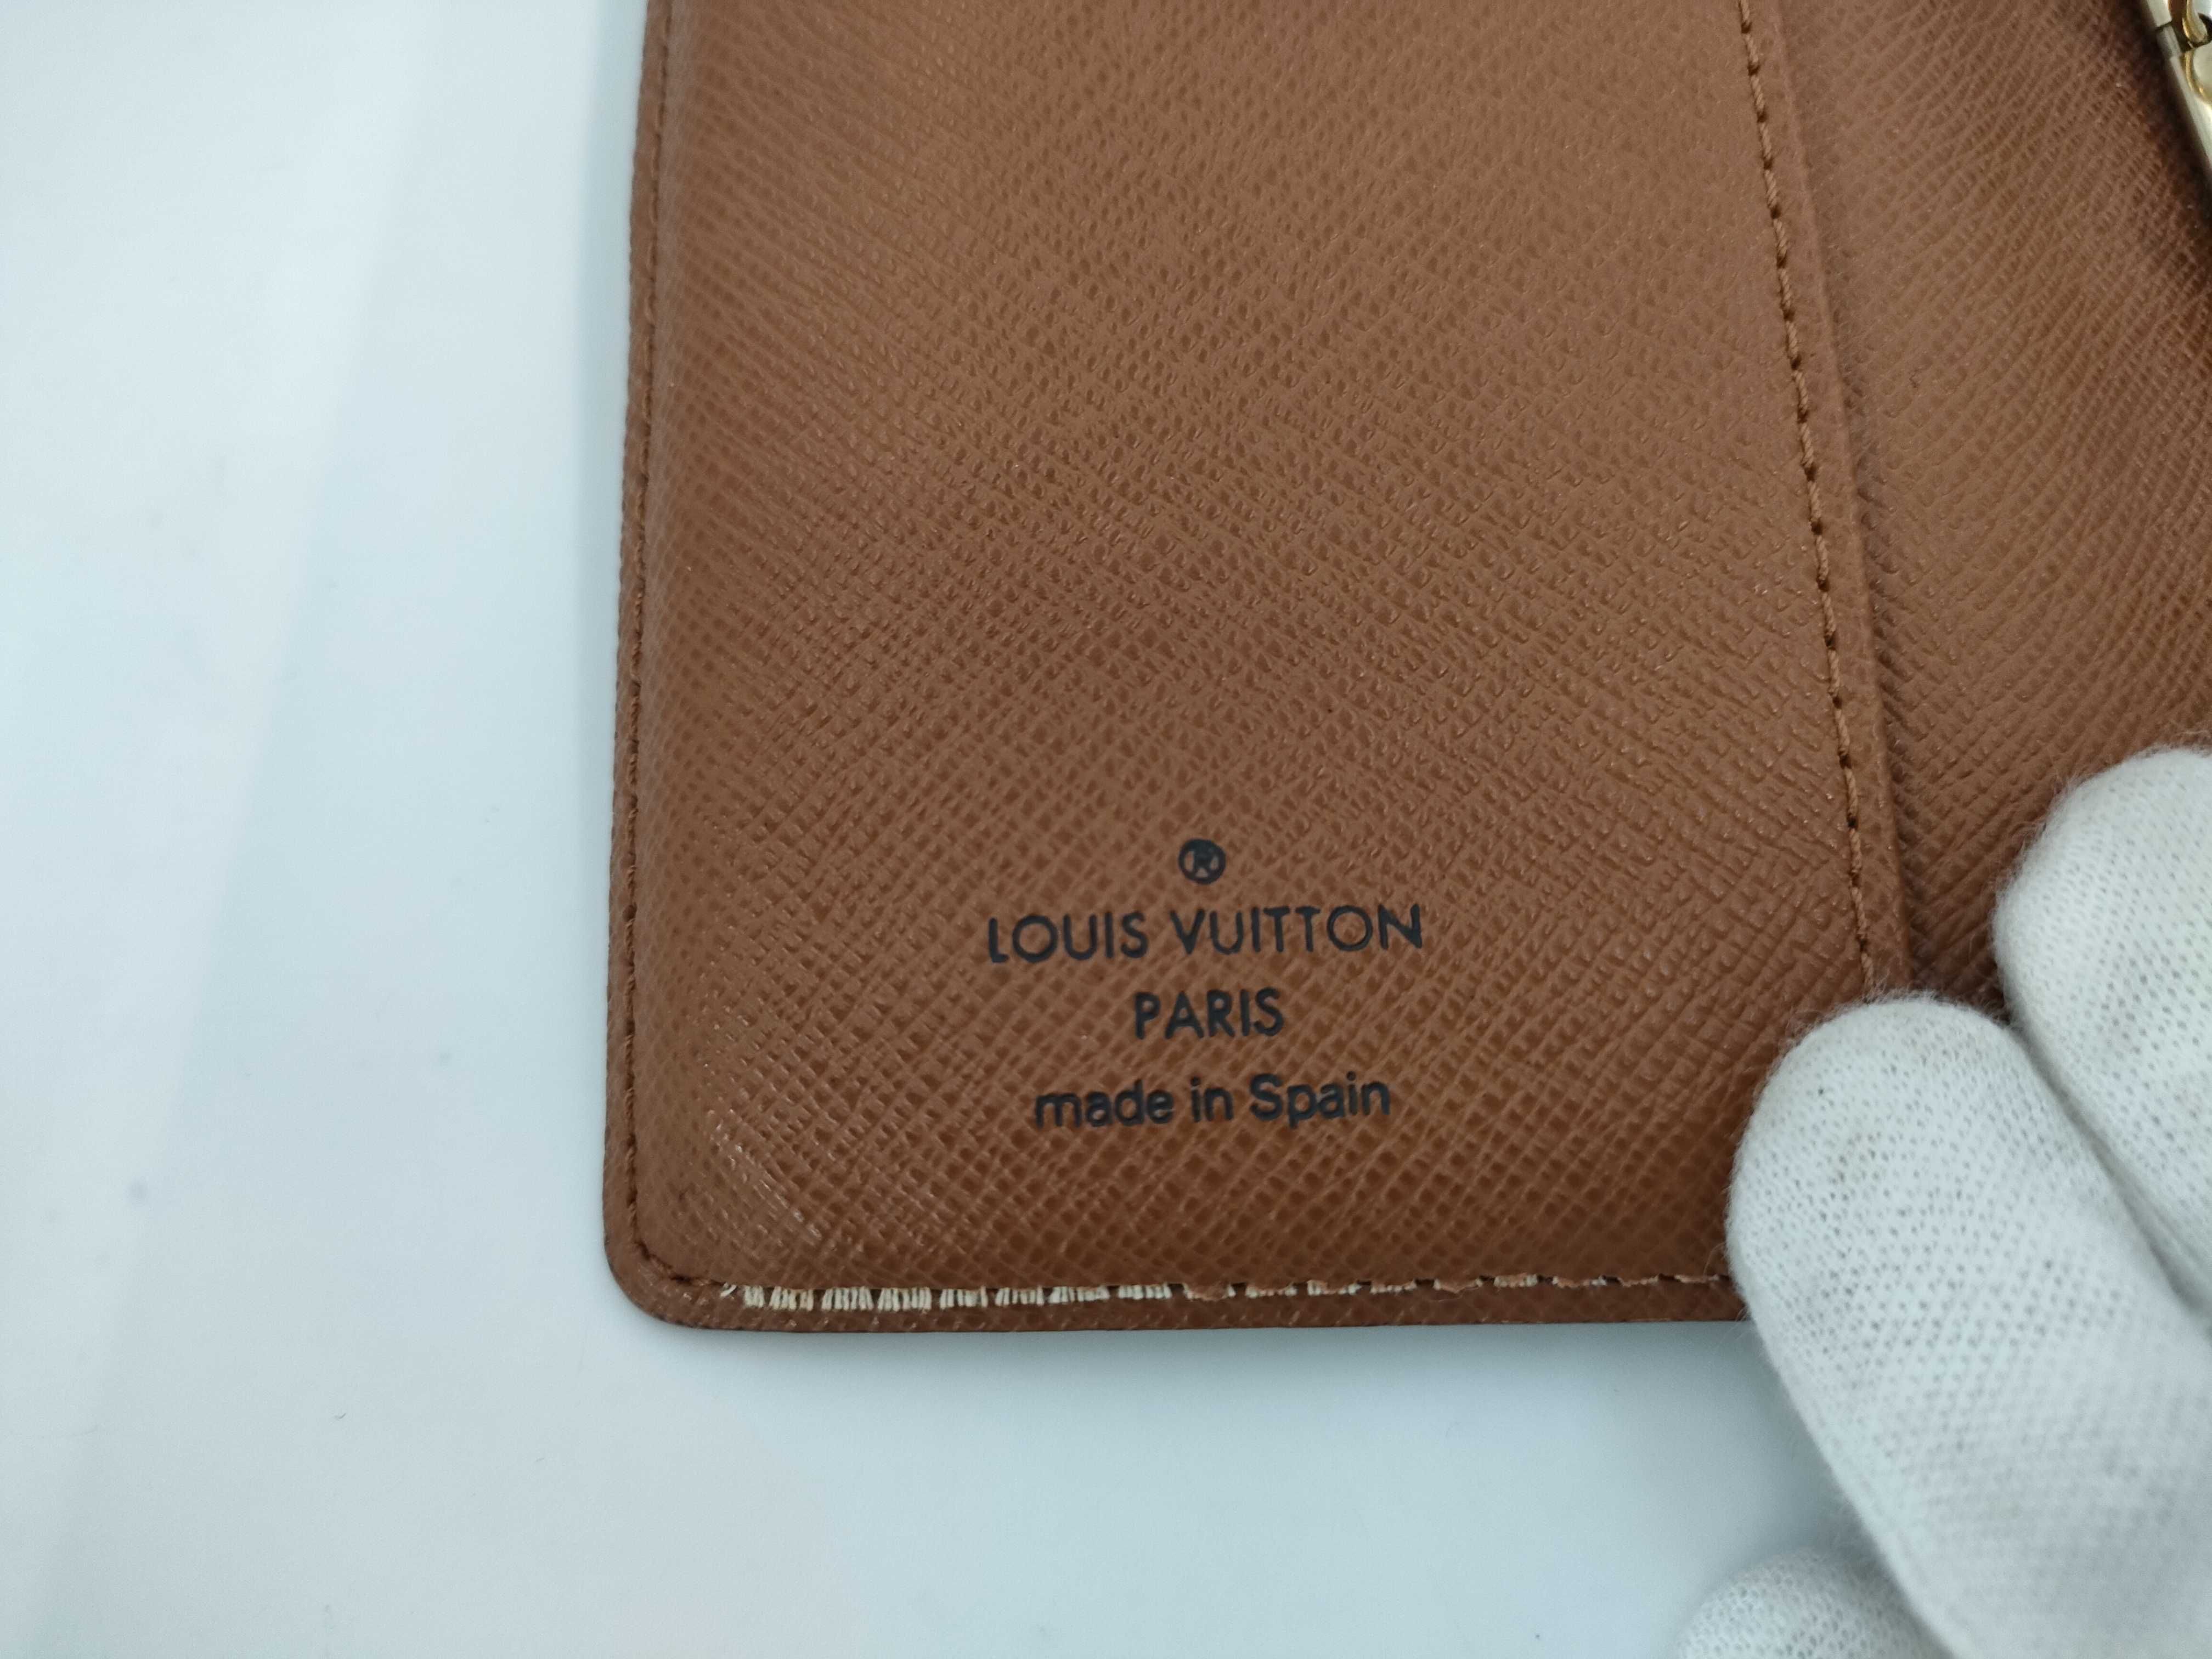 ®
LOUIS VUITTON
PARIS
made in Spain